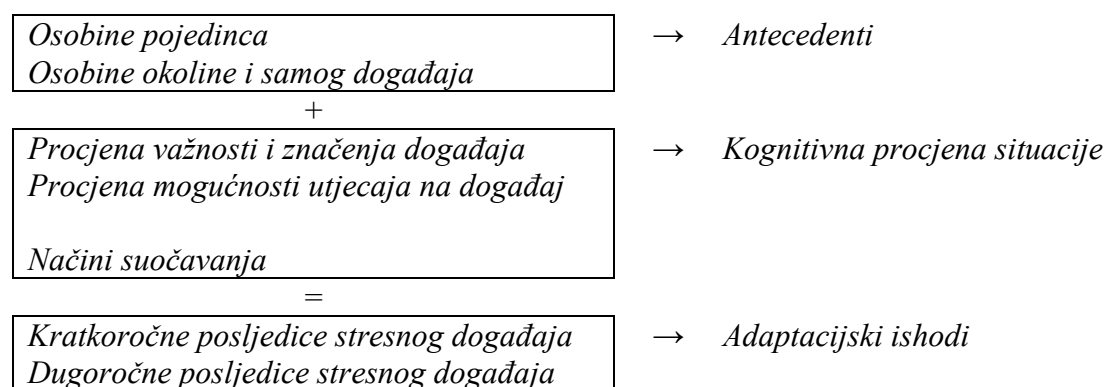 Osobine pojedinca → Antecedenti
Osobine okoline i samog događaja
+
Procjena važnosti i značenja događaja → Kognitivna procjena situacije
Procjena mogućnosti utjecaja na događaj
Načini suočavanja
=
Kratkoročne posljedice stresnog događaja → Adaptacijski ishodi
Dugoročne posljedice stresnog događaja